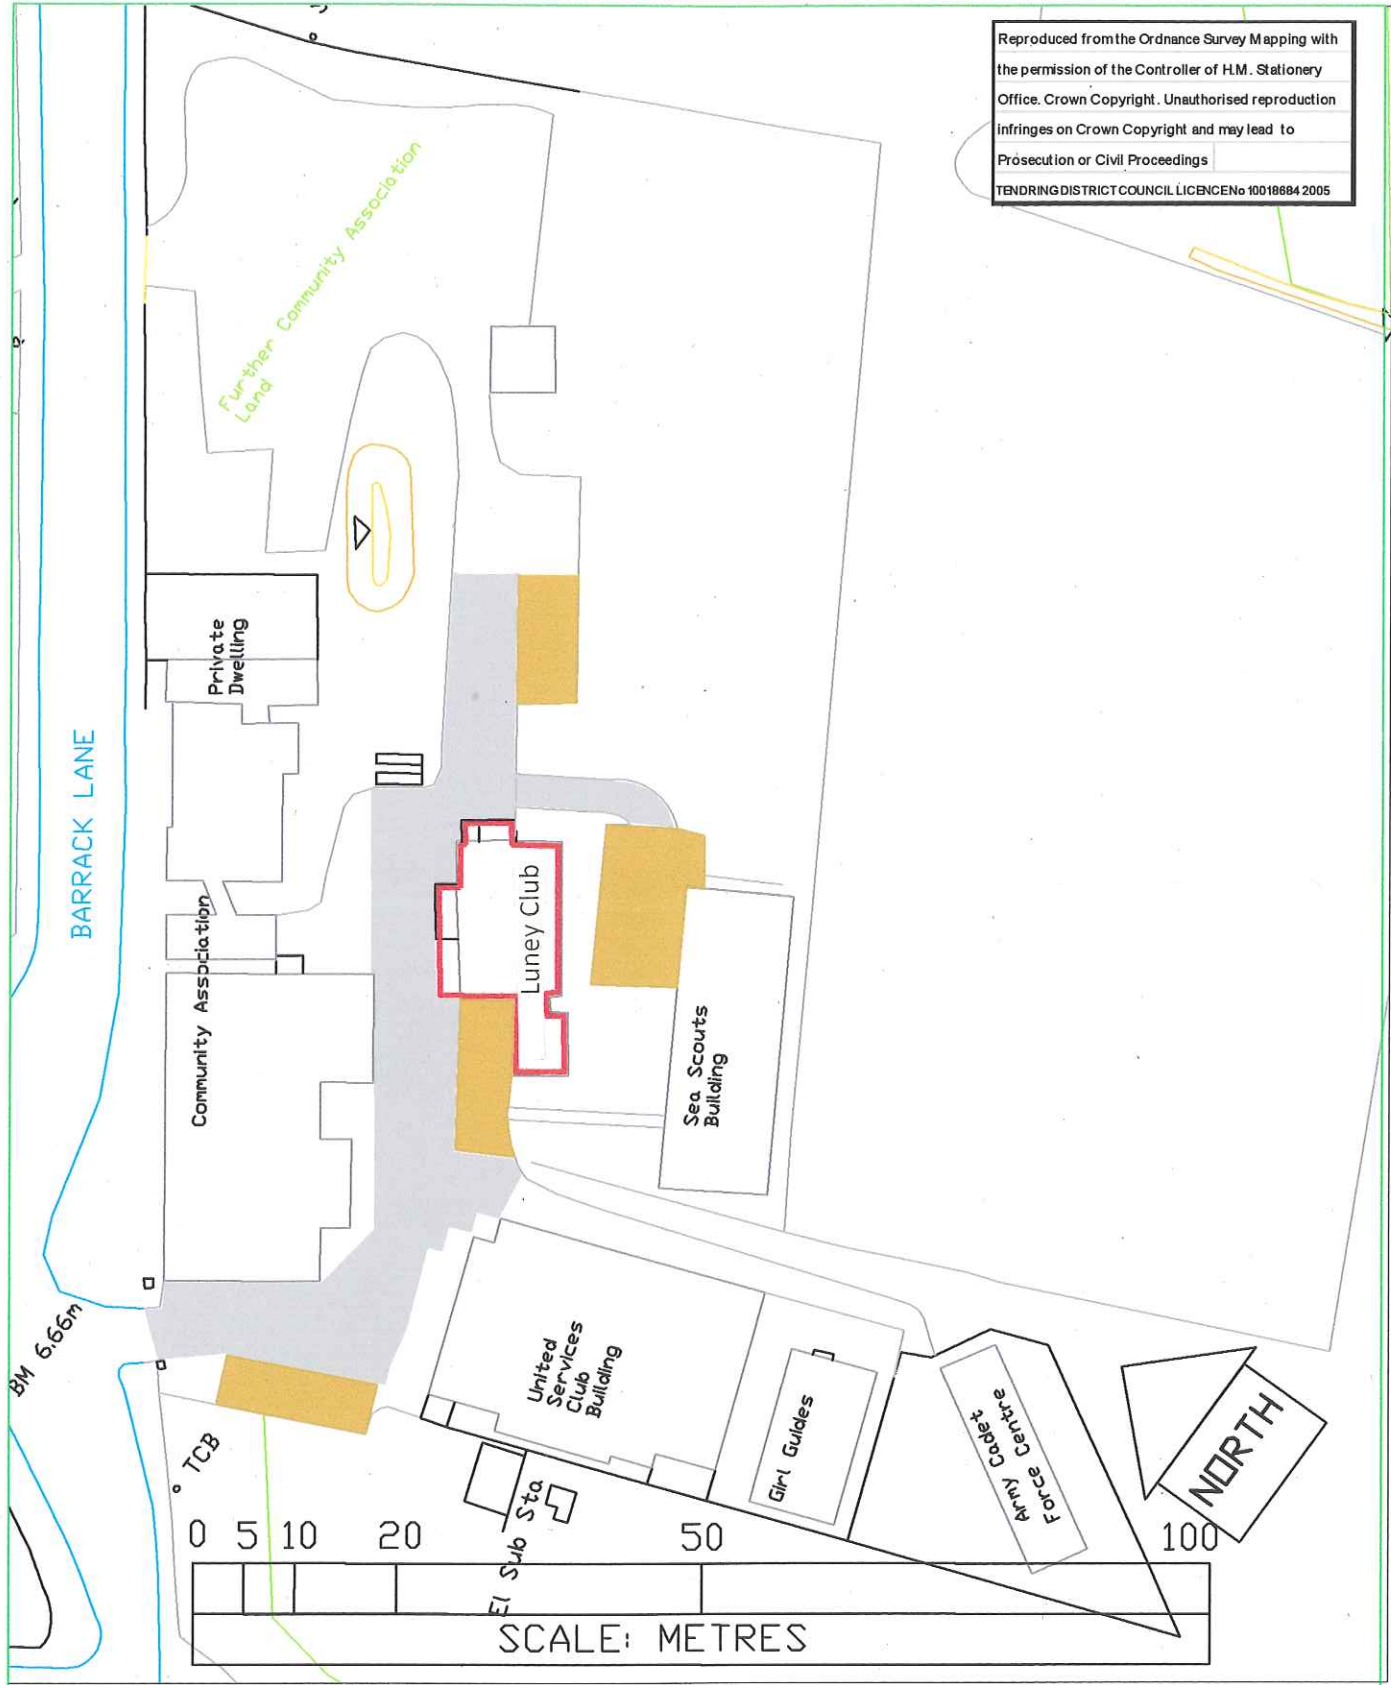 Reproduced from the Ordnance Survey Mapping with
the permission of the Controller of H.M. Stationery
Office. Crown Copyright. Unauthorised reproduction
infringes on Crown Copyright and may lead to
Prosecution or Civil Proceedings
TENDRING DISTRICT COUNCIL LICENCE No 10018684 2005
Further Community Association
Land
Private
Dwelling
BARRACK LANE
Community Association
Luney Club
Sea Scouts
Building
BM 6.66m
TCB
United
Services
Club
Building
Girl Guides
Army Cadet
Force Centre
NORTH
El Sub Sta
0 5 10 20 50 100
SCALE: METRES